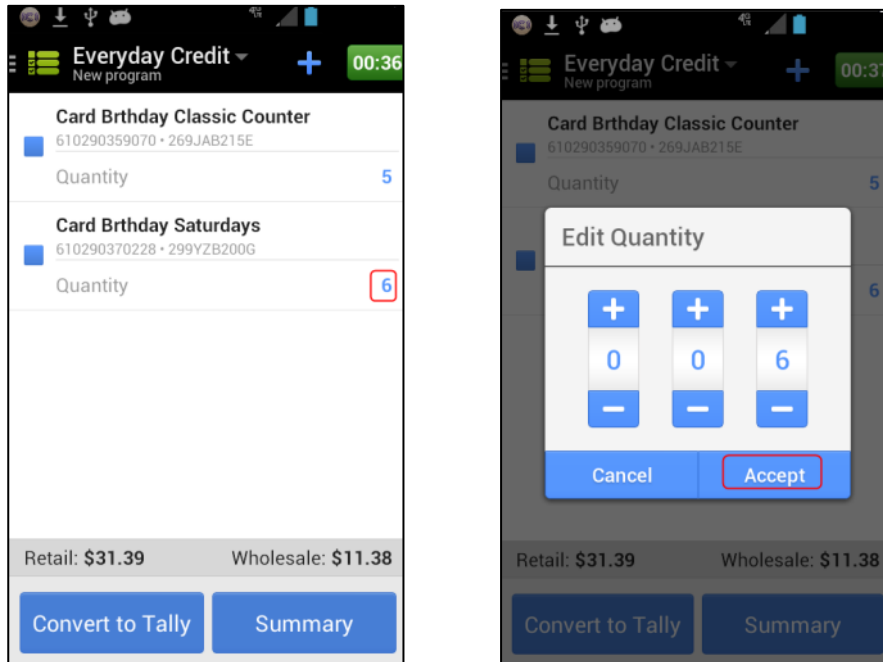 Everyday Credit
New program
00:36
Card Brthday Classic Counter
610290359070 • 269JAB215E
Quantity 5
Card Brthday Saturdays
610290370228 • 299YZB200G
Quantity 6
Retail: $31.39 Wholesale: $11.38
Convert to Tally Summary
Everyday Credit
New program
00:37
Card Brthday Classic Counter
610290359070 • 269JAB215E
Quantity 5
6
Edit Quantity
+ + +
0 0 6
− − −
Cancel Accept
Retail: $31.39 Wholesale: $11.38
Convert to Tally Summary